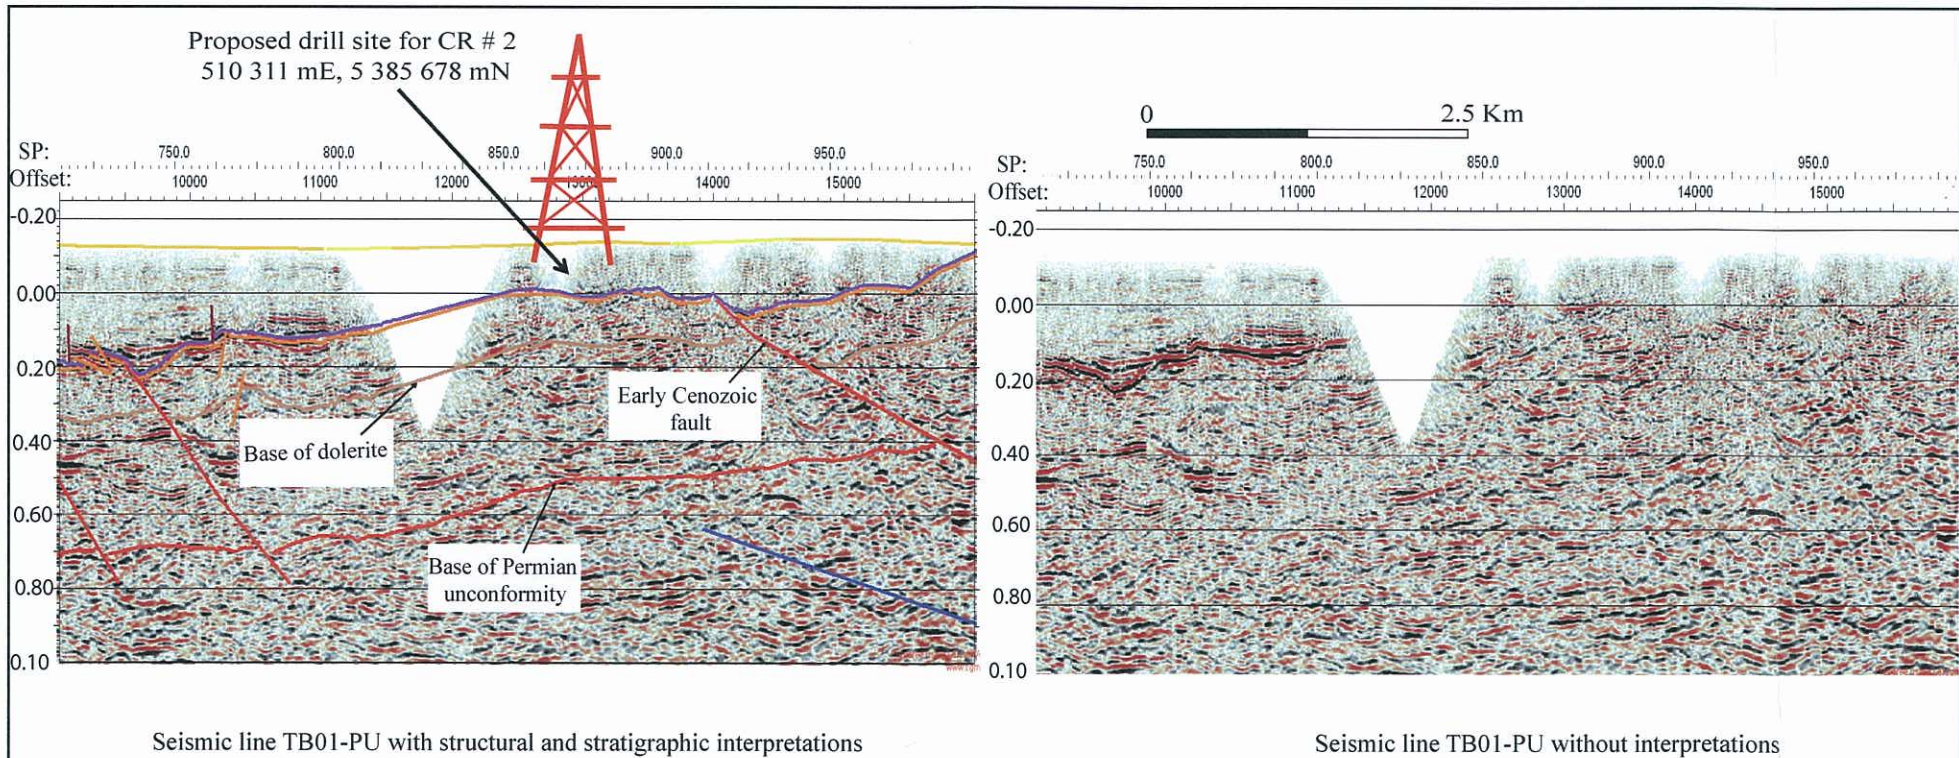 Proposed drill site for CR # 2
510 311 mE, 5 385 678 mN
SP:
750.0 800.0 850.0 900.0 950.0
Offset:
10000 11000 12000 13000 14000 15000
-0.20
0.00
0.20
0.40
0.60
0.80
0.10
Early Cenozoic
fault
Base of dolerite
Base of Permian
unconformity
Seismic line TB01-PU with structural and stratigraphic interpretations
0 2.5 Km
SP:
750.0 800.0 850.0 900.0 950.0
Offset:
10000 11000 12000 13000 14000 15000
-0.20
0.00
0.20
0.40
0.60
0.80
0.10
Seismic line TB01-PU without interpretations